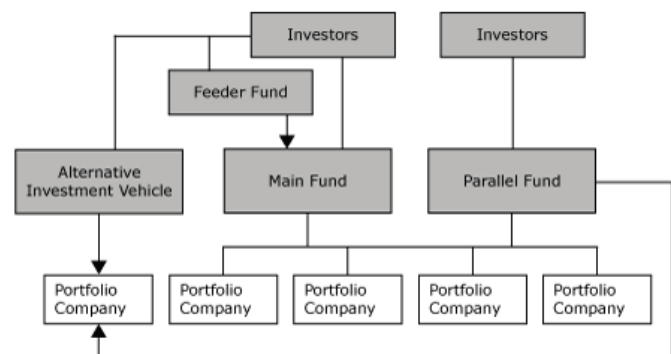 Investors
Investors
Feeder Fund
Alternative
Investment Vehicle
Main Fund
Parallel Fund
Portfolio
Company
Portfolio
Company
Portfolio
Company
Portfolio
Company
Portfolio
Company